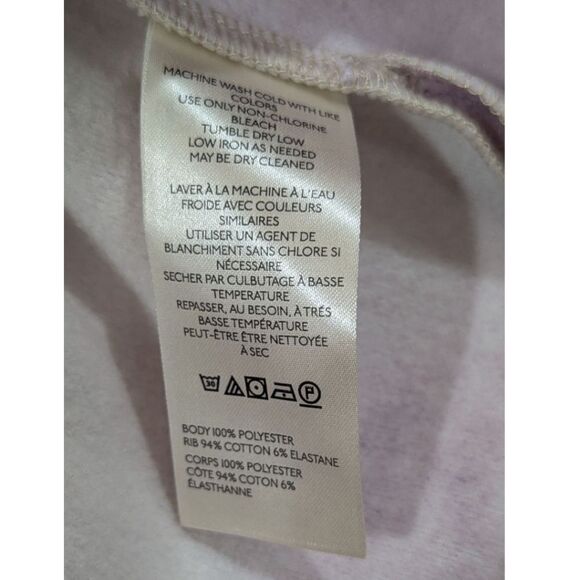 MACHINE WASH COLD WITH LIKE
COLORS
USE ONLY NON-CHLORINE
BLEACH
TUMBLE DRY LOW
LOW IRON AS NEEDED
MAY BE DRY CLEANED
LAVER À LA MACHINE À L'EAU
FROIDE AVEC COULEURS
SIMILAIRES
UTILISER UN AGENT DE
BLANCHIMENT SANS CHLORE SI
NÉCESSAIRE
SECHER PAR CULBUTAGE À BASSE
TEMPERATURE
REPASSER, AU BESOIN, À TRÉS
BASSE TEMPÉRATURE
PEUT-ÊTRE ÊTRE NETTOYÉE
À SEC
30 P
BODY 100% POLYESTER
RIB 94% COTTON 6% ELASTANE
CORPS 100% POLYESTER
CÔTE 94% COTON 6%
ÉLASTHANNE